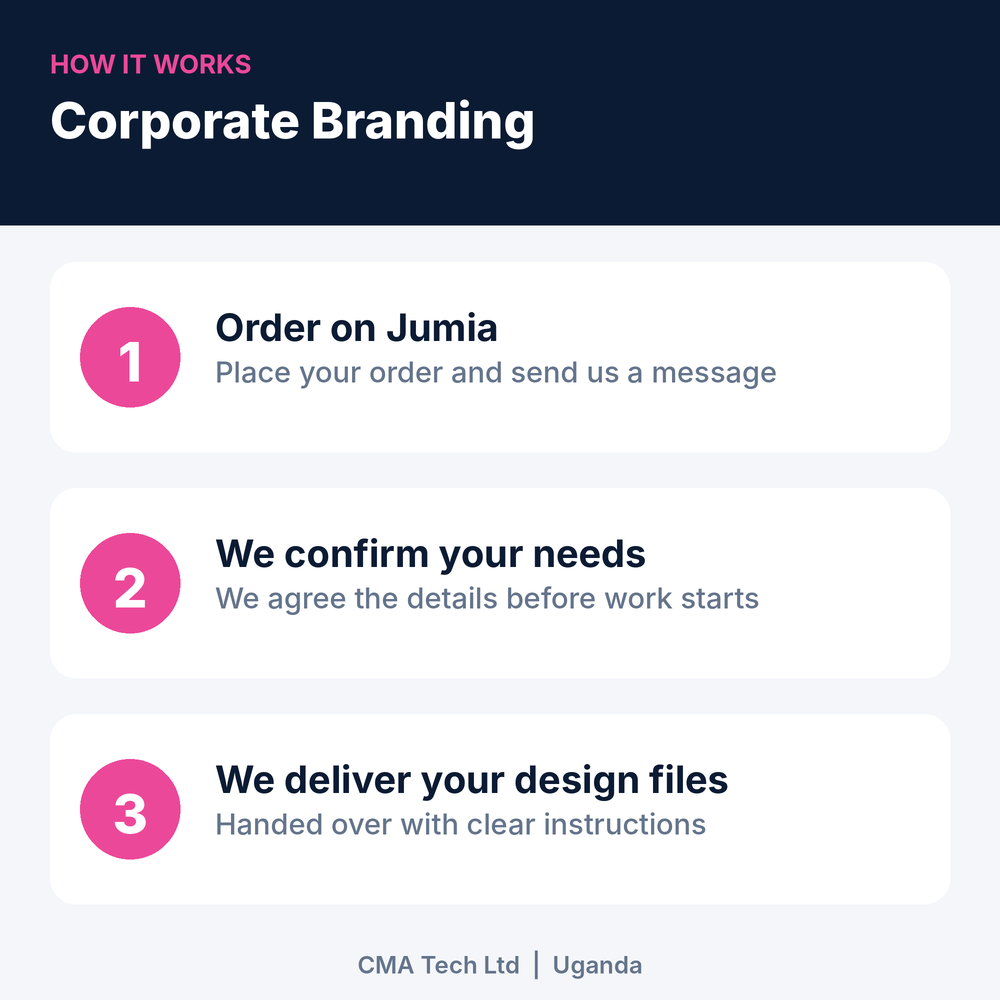 HOW IT WORKS
Corporate Branding
1
Order on Jumia
Place your order and send us a message
2
We confirm your needs
We agree the details before work starts
3
We deliver your design files
Handed over with clear instructions
CMA Tech Ltd | Uganda